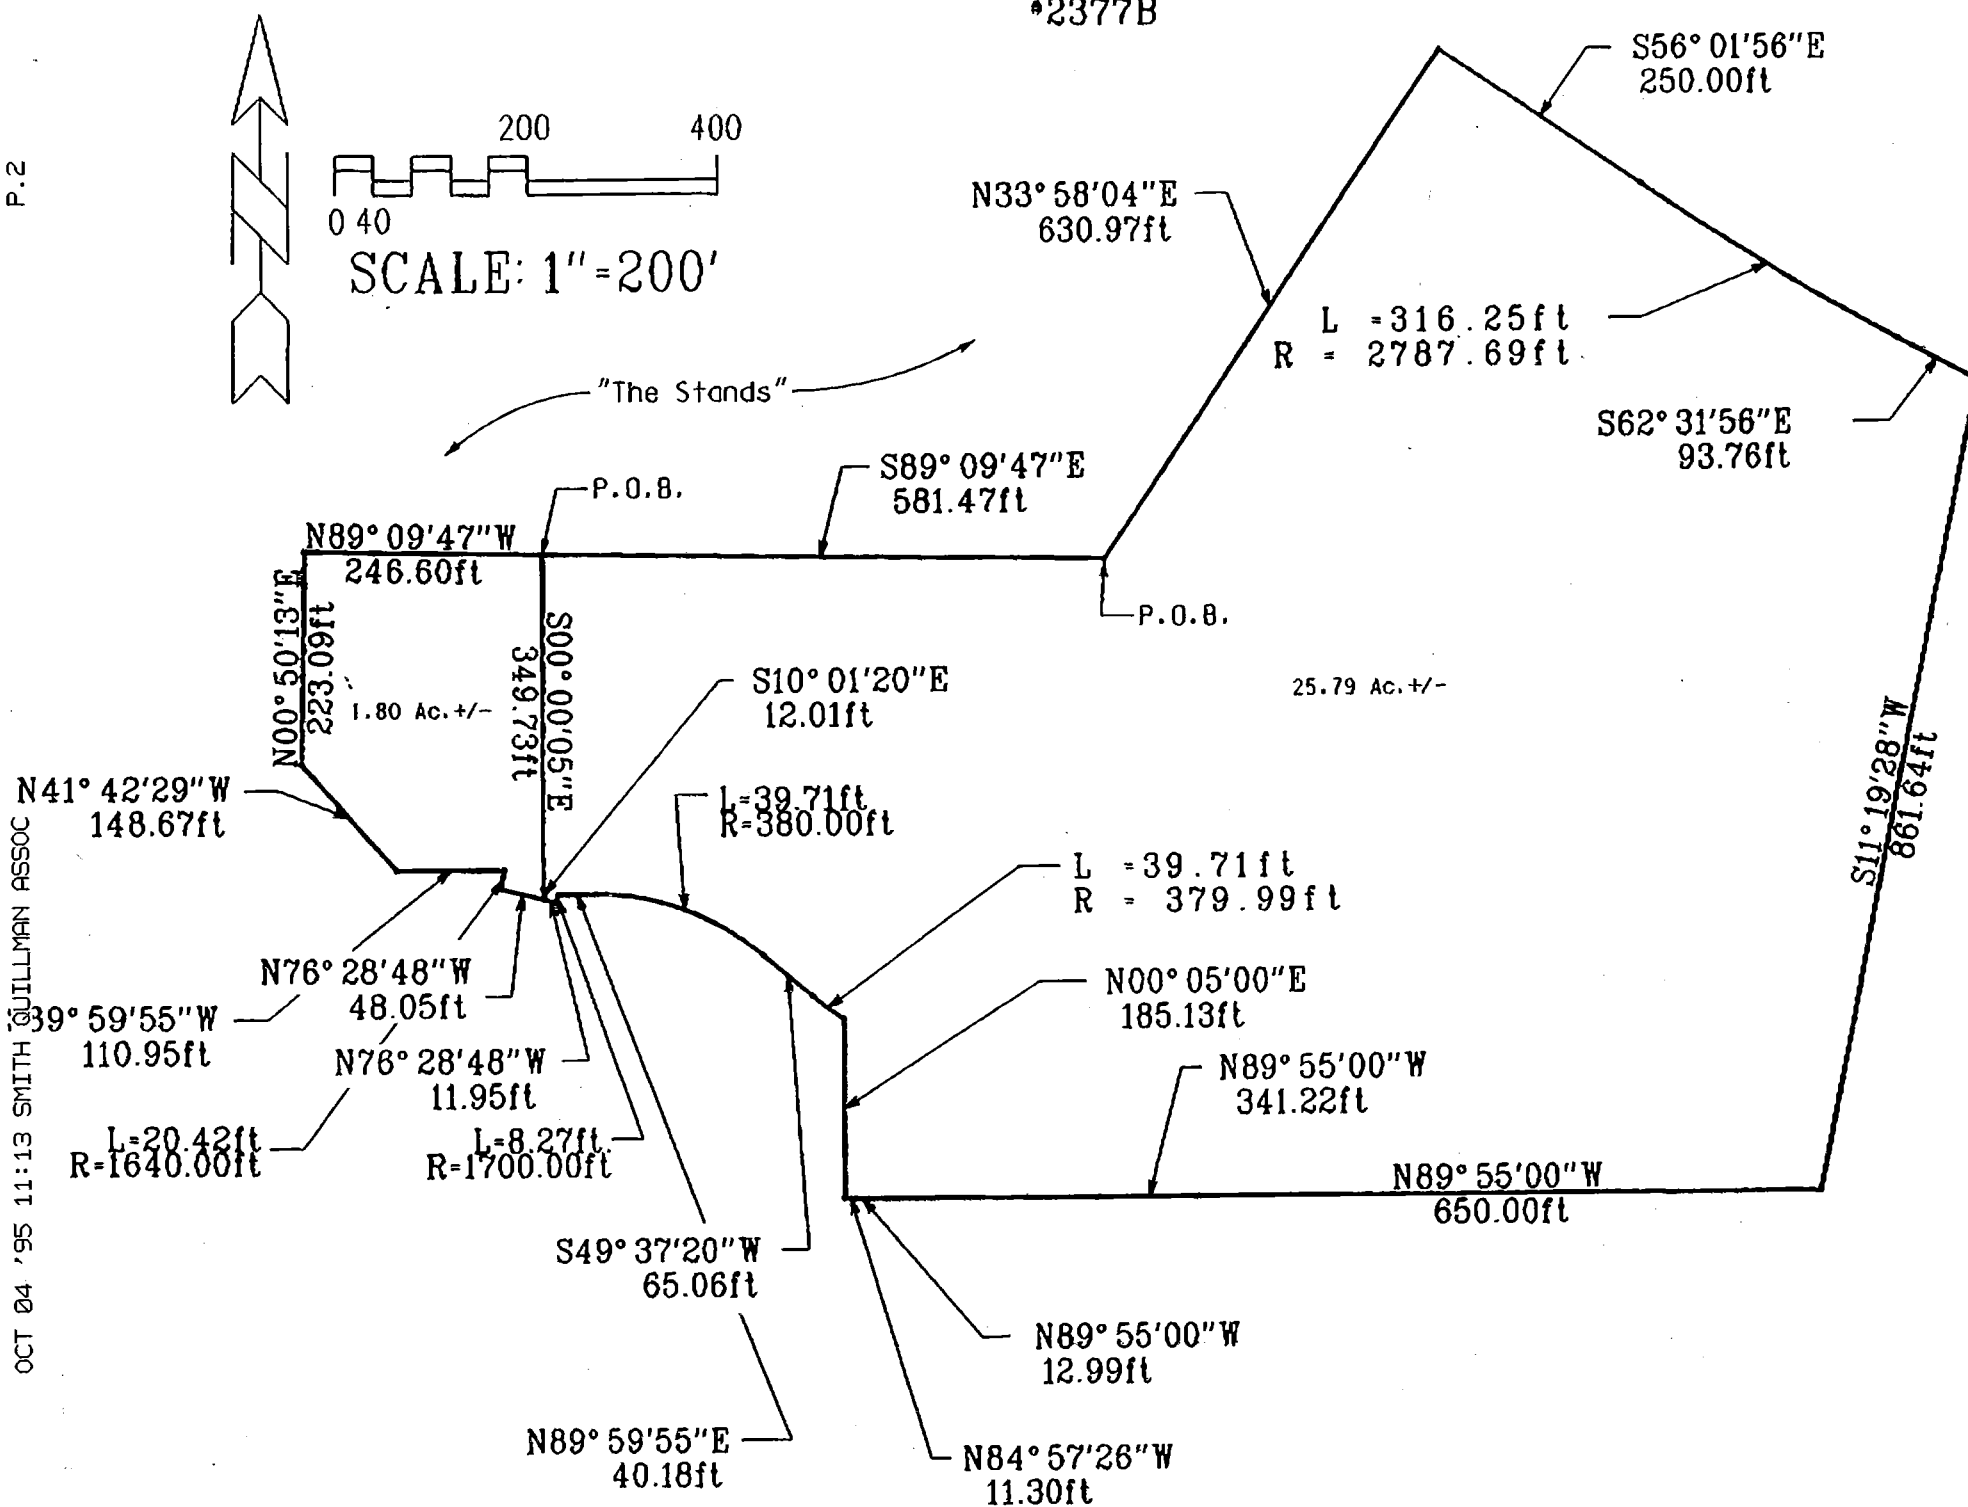 #2377B
S56°01'56"E
250.00ft
P.2
200 400
0 40
SCALE: 1"=200'
N33°58'04"E
630.97ft
L =316.25ft
R = 2787.69ft
"The Stands"
S62°31'56"E
93.76ft
S89°09'47"E
581.47ft
P.O.B.
N89°09'47"W
246.60ft
N00°50'13"E
223.09ft
S00°00'05"E
349.73ft
P.O.B.
1.80 Ac.+/-
S10°01'20"E
12.01ft
25.79 Ac.+/-
S11°19'28"W
861.64ft
N41°42'29"W
148.67ft
L=39.71ft
R=380.00ft
L =39.71ft
R = 379.99ft
N76°28'48"W
48.05ft
39°59'55"W
110.95ft
N00°05'00"E
185.13ft
N76°28'48"W
11.95ft
N89°55'00"W
341.22ft
L=20.42ft
R=1640.00ft
L=8.27ft
R=1700.00ft
N89°55'00"W
650.00ft
S49°37'20"W
65.06ft
N89°55'00"W
12.99ft
N89°59'55"E
40.18ft
N84°57'26"W
11.30ft
OCT 04 '95 11:13 SMITH QUILLMAN ASSOC